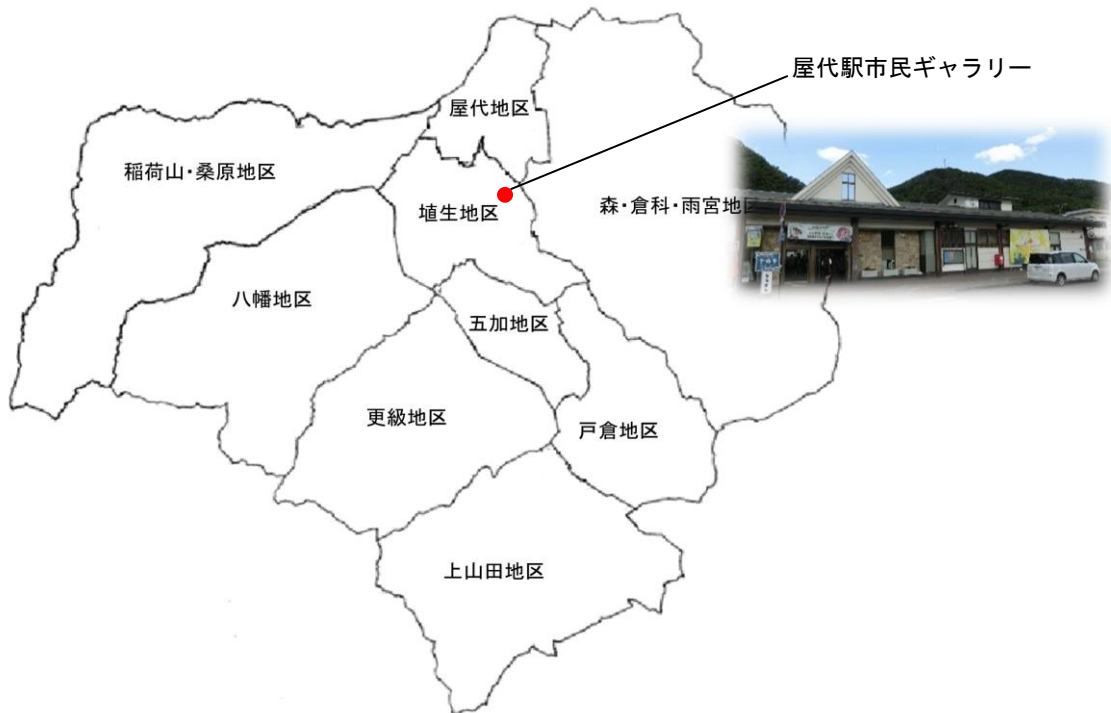 屋代駅市民ギャラリー
屋代地区
稲荷山・桑原地区
埴生地区
森・倉科・雨宮地区
八幡地区
五加地区
更級地区
戸倉地区
上山田地区